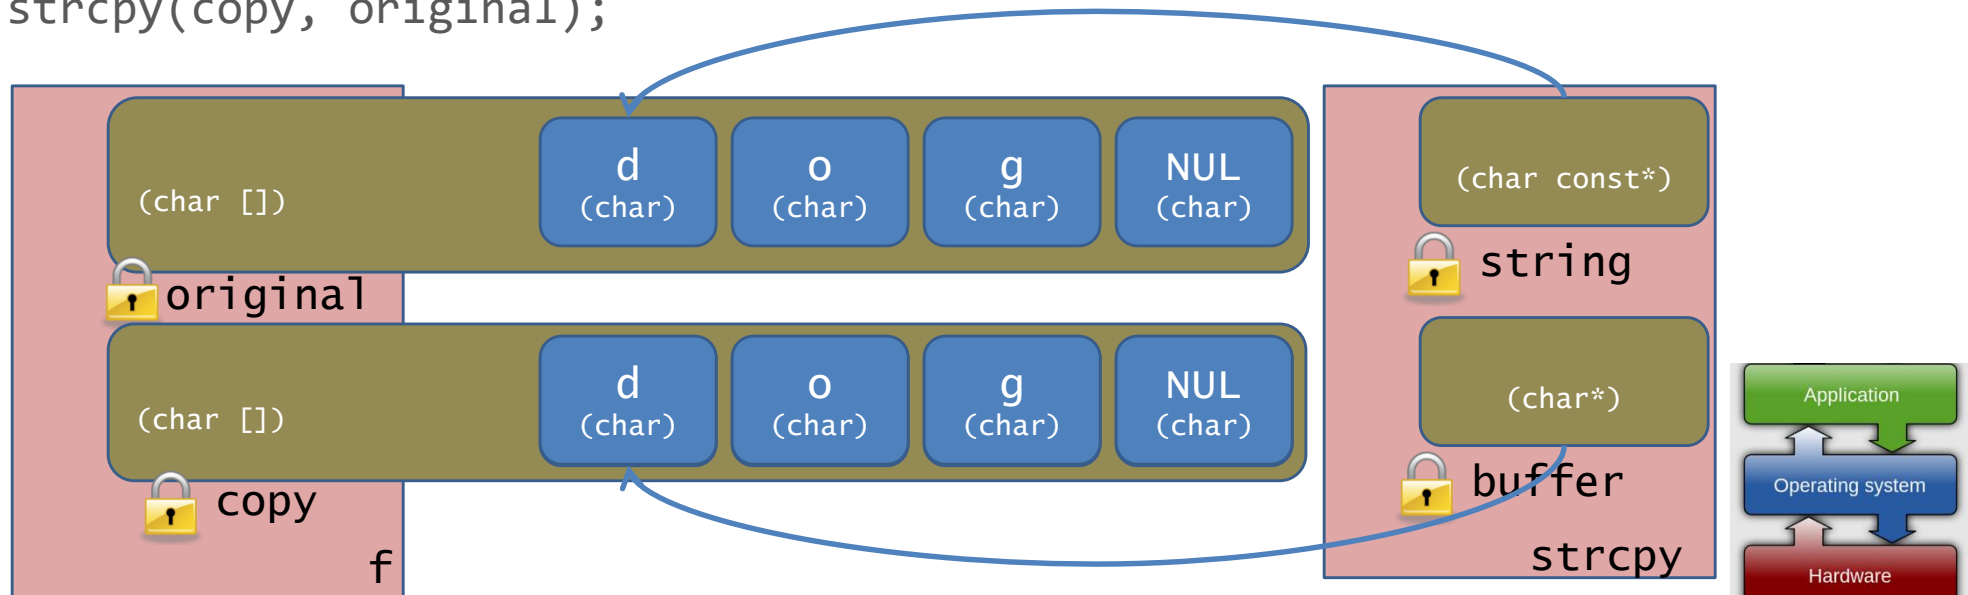 strcpy(copy, original);
(char [])
d
(char)
o
(char)
g
(char)
NUL
(char)
original
(char const*)
string
(char [])
d
(char)
o
(char)
g
(char)
NUL
(char)
copy
f
(char*)
buffer
strcpy
Application
Operating system
Hardware